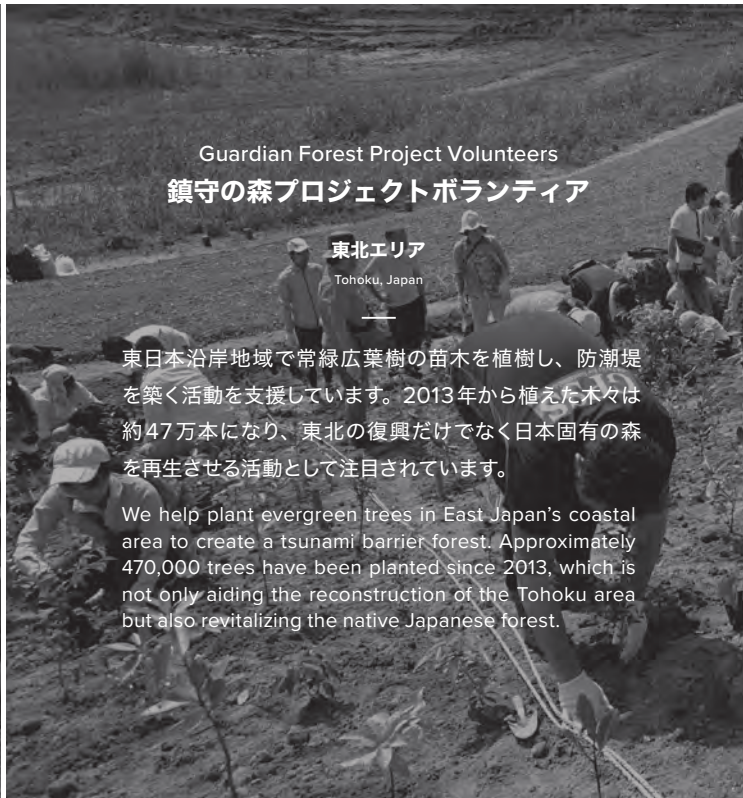 Guardian Forest Project Volunteers
鎮守の森プロジェクトボランティア
東北エリア
Tohoku, Japan
東日本沿岸地域で常緑広葉樹の苗木を植樹し、防潮堤
を築く活動を支援しています。2013年から植えた木々は
約47万本になり、東北の復興だけでなく日本固有の森
を再生させる活動として注目されています。
We help plant evergreen trees in East Japan's coastal
area to create a tsunami barrier forest. Approximately
470,000 trees have been planted since 2013, which is
not only aiding the reconstruction of the Tohoku area
but also revitalizing the native Japanese forest.